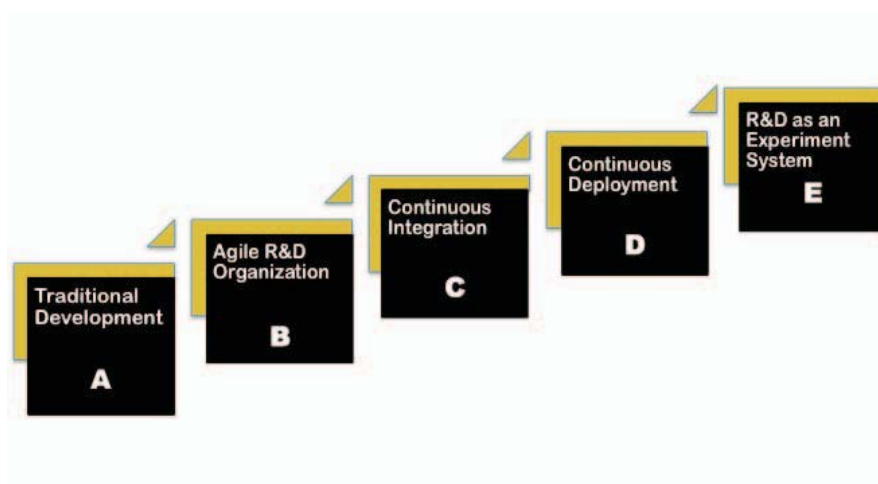 Traditional
Development
A
Agile R&D
Organization
B
Continuous
Integration
C
Continuous
Deployment
D
R&D as an
Experiment
System
E